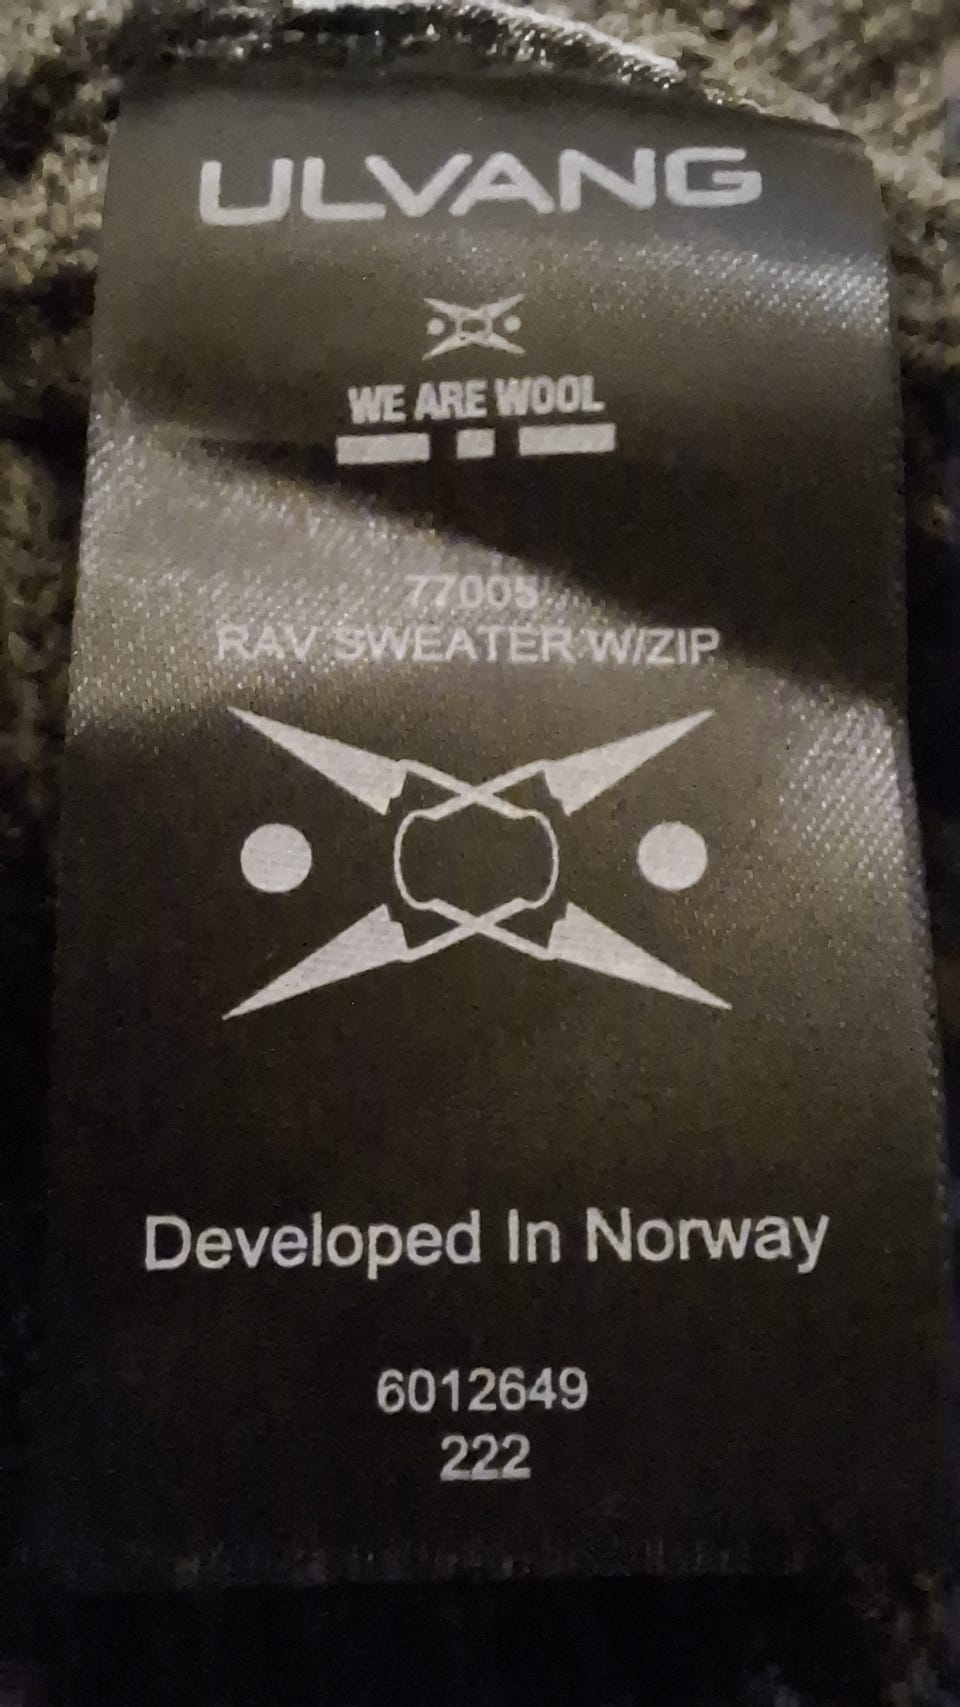 ULVANG
WE ARE WOOL
77005
RAV SWEATER W/ZIP
Developed In Norway
6012649
222